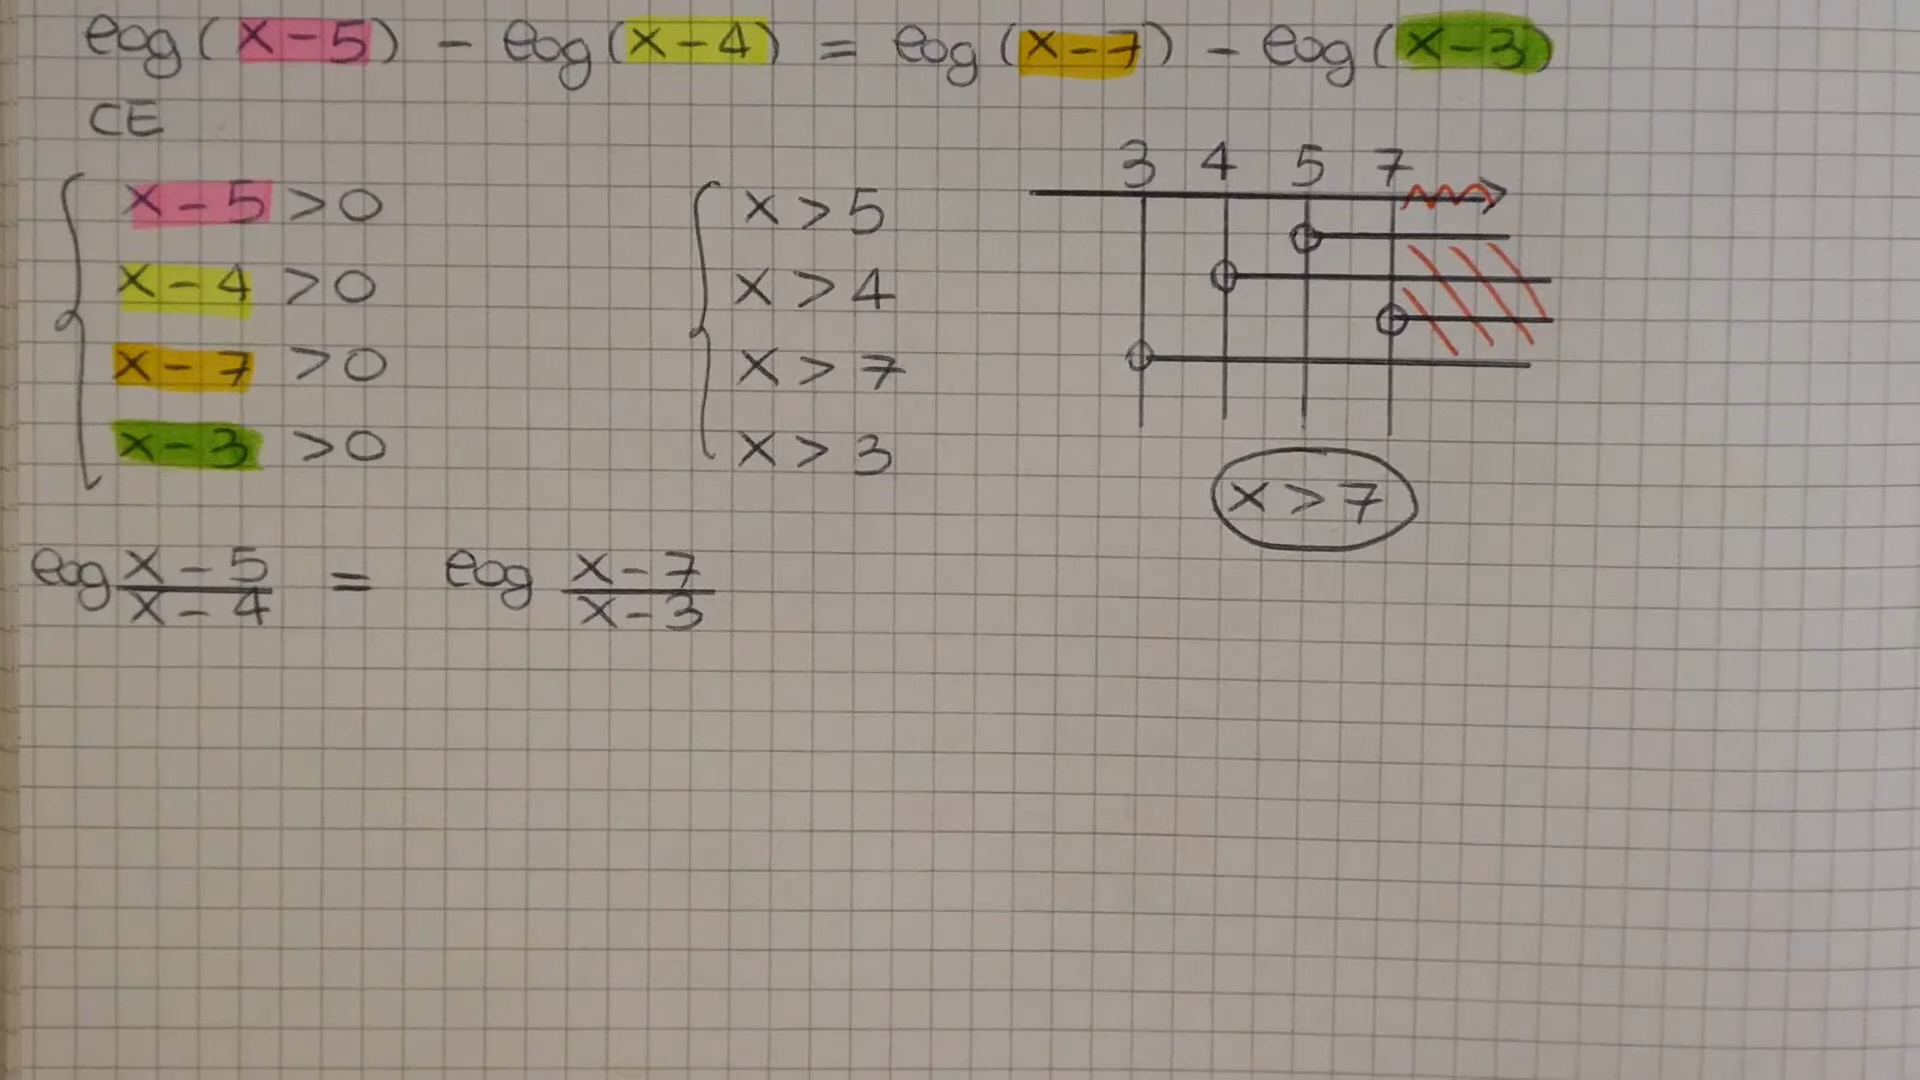 log(x-5) - log(x-4) = log(x-7) - log(x-3)
CE
x-5 >0
x-4 >0
x-7 >0
x-3 >0
x > 5
x > 4
x > 7
x > 3
3 4 5 7
x > 7
log x-5/x-4 = log x-7/x-3